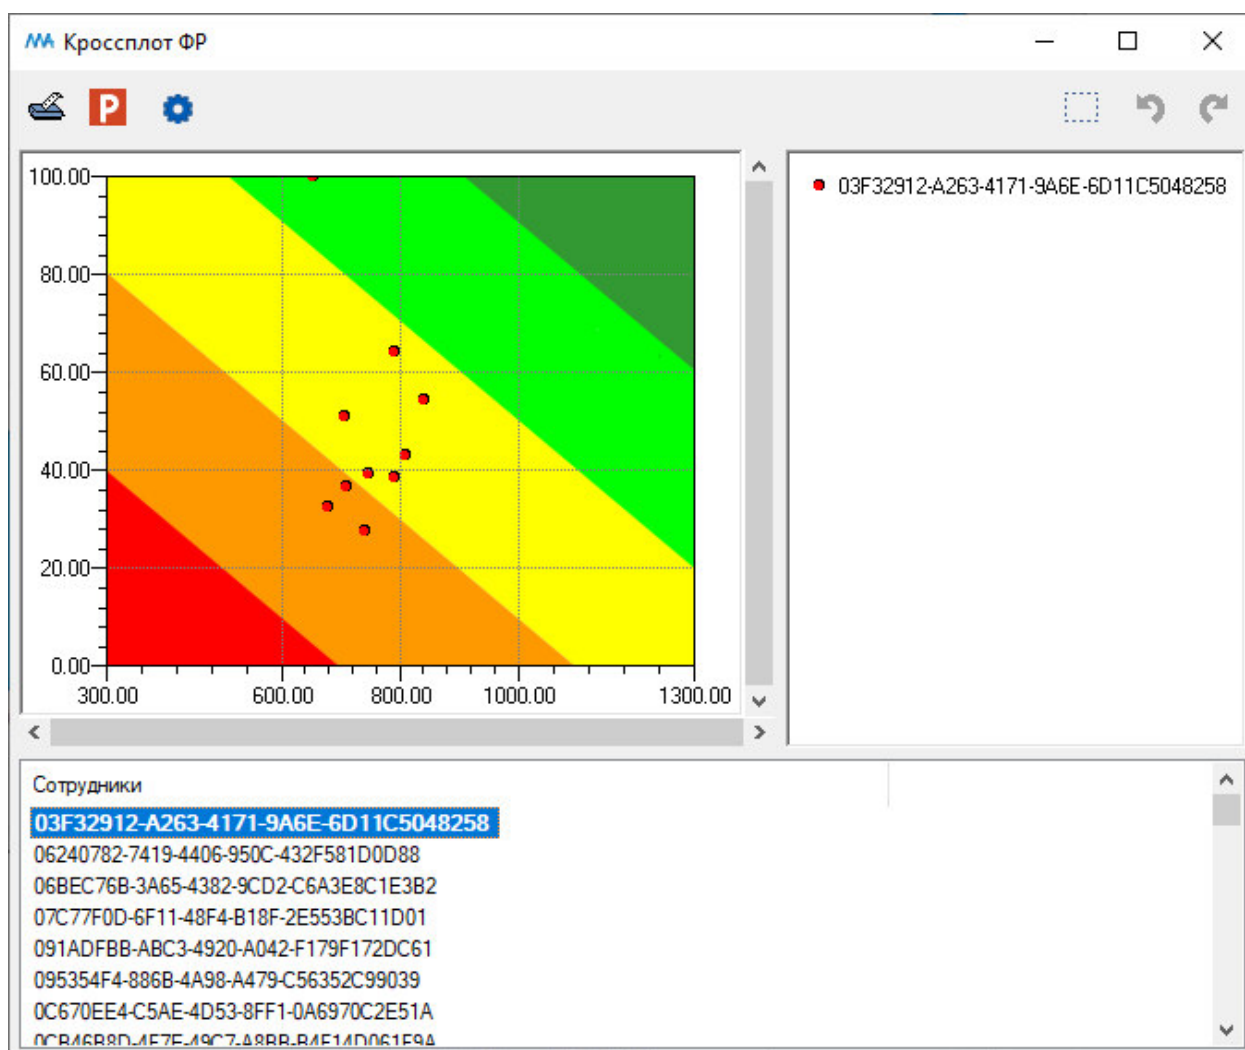 Кроссплот ФР
P
100.00
80.00
60.00
40.00
20.00
0.00
300.00 600.00 800.00 1000.00 1300.00
03F32912-A263-4171-9A6E-6D11C5048258
Сотрудники
03F32912-A263-4171-9A6E-6D11C5048258
06240782-7419-4406-950C-432F581D0D88
06BEC76B-3A65-4382-9CD2-C6A3E8C1E3B2
07C77F0D-6F11-48F4-B18F-2E553BC11D01
091ADFBB-ABC3-4920-A042-F179F172DC61
095354F4-886B-4A98-A479-C56352C99039
0C670EE4-C5AE-4D53-8FF1-0A6970C2E51A